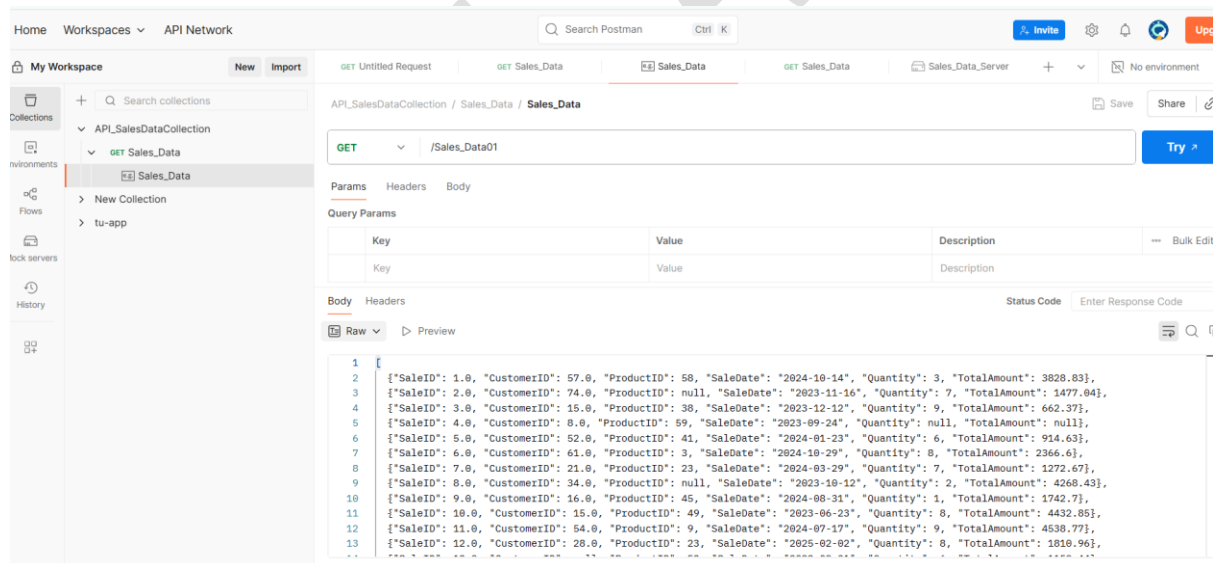 Home Workspaces API Network Search Postman Ctrl K Invite
My Workspace New Import GET Untitled Request GET Sales_Data e.g. Sales_Data GET Sales_Data Sales_Data_Server + No environment
Collections + Search collections API_SalesDataCollection / Sales_Data / Sales_Data Save Share
API_SalesDataCollection
GET Sales_Data GET /Sales_Data01 Try
e.g. Sales_Data
New Collection Params Headers Body
Flows
tu-app Query Params
Key Value Description Bulk Edit
Key Value Description
History Body Headers Status Code Enter Response Code
Raw Preview
1 [
2 {"SaleID": 1.0, "CustomerID": 57.0, "ProductID": 58, "SaleDate": "2024-10-14", "Quantity": 3, "TotalAmount": 3828.83},
3 {"SaleID": 2.0, "CustomerID": 74.0, "ProductID": null, "SaleDate": "2023-11-16", "Quantity": 7, "TotalAmount": 1477.04},
4 {"SaleID": 3.0, "CustomerID": 15.0, "ProductID": 38, "SaleDate": "2023-12-12", "Quantity": 9, "TotalAmount": 662.37},
5 {"SaleID": 4.0, "CustomerID": 8.0, "ProductID": 59, "SaleDate": "2023-09-24", "Quantity": null, "TotalAmount": null},
6 {"SaleID": 5.0, "CustomerID": 52.0, "ProductID": 41, "SaleDate": "2024-01-23", "Quantity": 6, "TotalAmount": 914.63},
7 {"SaleID": 6.0, "CustomerID": 61.0, "ProductID": 3, "SaleDate": "2024-10-29", "Quantity": 8, "TotalAmount": 2366.6},
8 {"SaleID": 7.0, "CustomerID": 21.0, "ProductID": 23, "SaleDate": "2024-03-29", "Quantity": 7, "TotalAmount": 1272.67},
9 {"SaleID": 8.0, "CustomerID": 34.0, "ProductID": null, "SaleDate": "2023-10-12", "Quantity": 2, "TotalAmount": 4268.43},
10 {"SaleID": 9.0, "CustomerID": 16.0, "ProductID": 45, "SaleDate": "2024-08-31", "Quantity": 1, "TotalAmount": 1742.7},
11 {"SaleID": 10.0, "CustomerID": 15.0, "ProductID": 49, "SaleDate": "2023-06-23", "Quantity": 8, "TotalAmount": 4432.85},
12 {"SaleID": 11.0, "CustomerID": 54.0, "ProductID": 9, "SaleDate": "2024-07-17", "Quantity": 9, "TotalAmount": 4538.77},
13 {"SaleID": 12.0, "CustomerID": 28.0, "ProductID": 23, "SaleDate": "2025-02-02", "Quantity": 8, "TotalAmount": 1810.96},